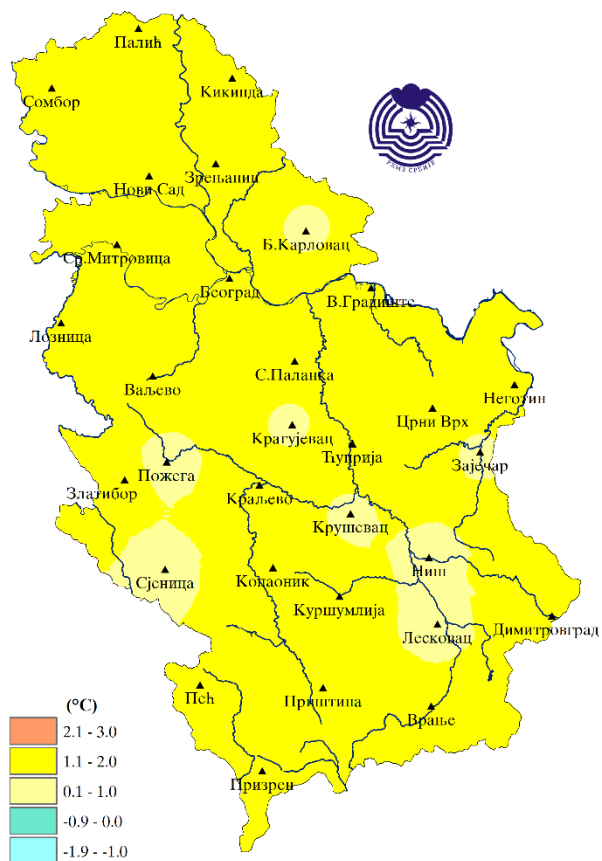 Палић
Кикинда
Сомбор
Зрењанин
Нови Сад
РХМЗ СРБИЈЕ
Б.Карловац
Ср.Митровица
Београд
В.Градиште
Лозница
С.Паланка
Ваљево
Неготин
Црни Врх
Крагујевац
Ћуприја
Зајечар
Пожега
Златибор
Краљево
Крушевац
Ниш
Сјеница
Копаоник
Куршумлија
Лесковац
Димитровград
Пећ
Приштина
Врање
Призрен
(°C)
2.1 - 3.0
1.1 - 2.0
0.1 - 1.0
-0.9 - 0.0
-1.9 - -1.0